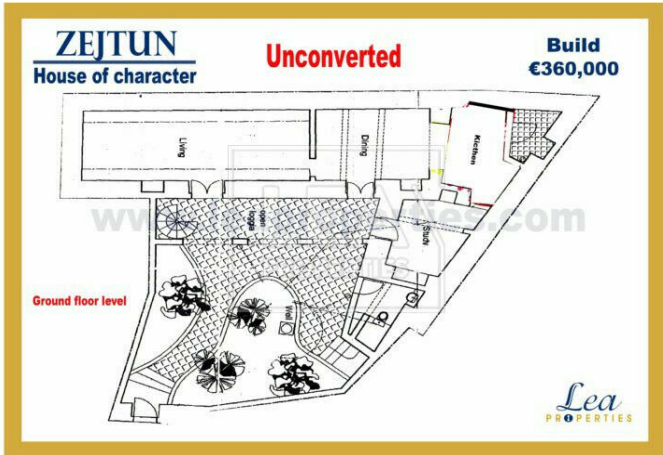 ZEJTUN
House of character
Unconverted
Build
€360,000
Living
Dining
Kicthen
open
loggia
Study
Well
Ground floor level
Lea
PROPERTIES